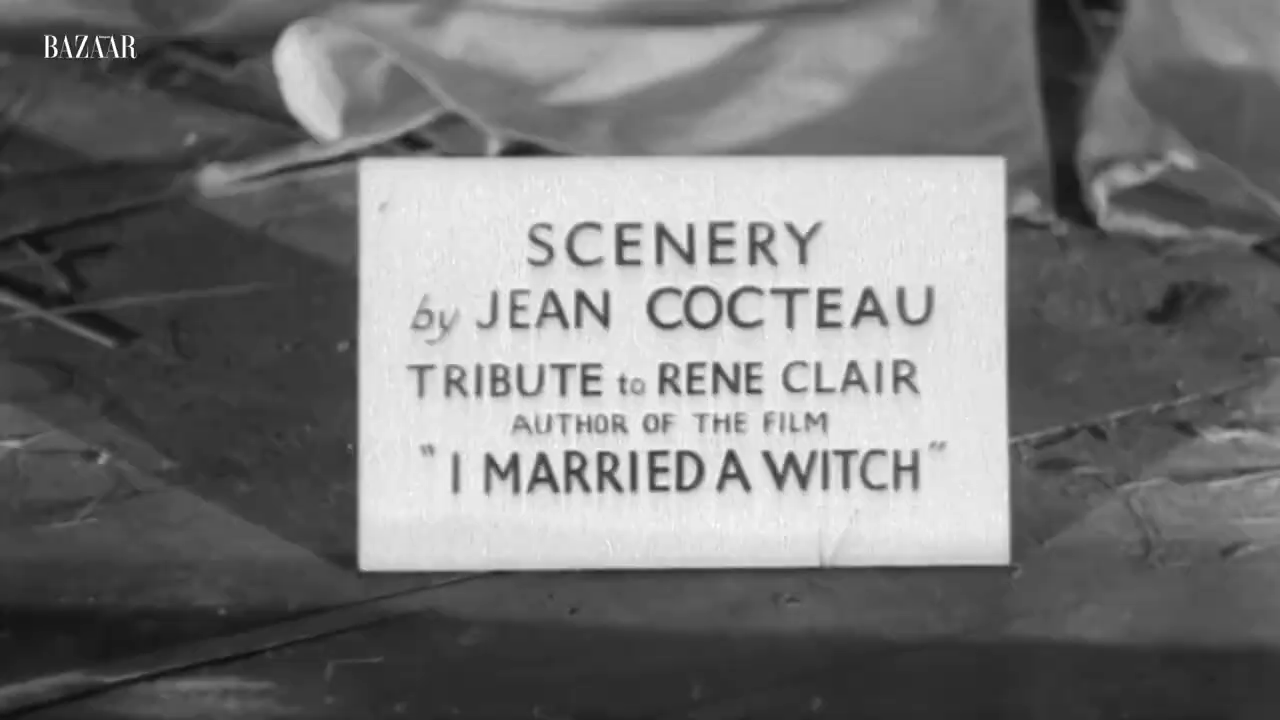 BAZAAR
SCENERY
by JEAN COCTEAU
TRIBUTE to RENE CLAIR
AUTHOR OF THE FILM
"I MARRIED A WITCH"